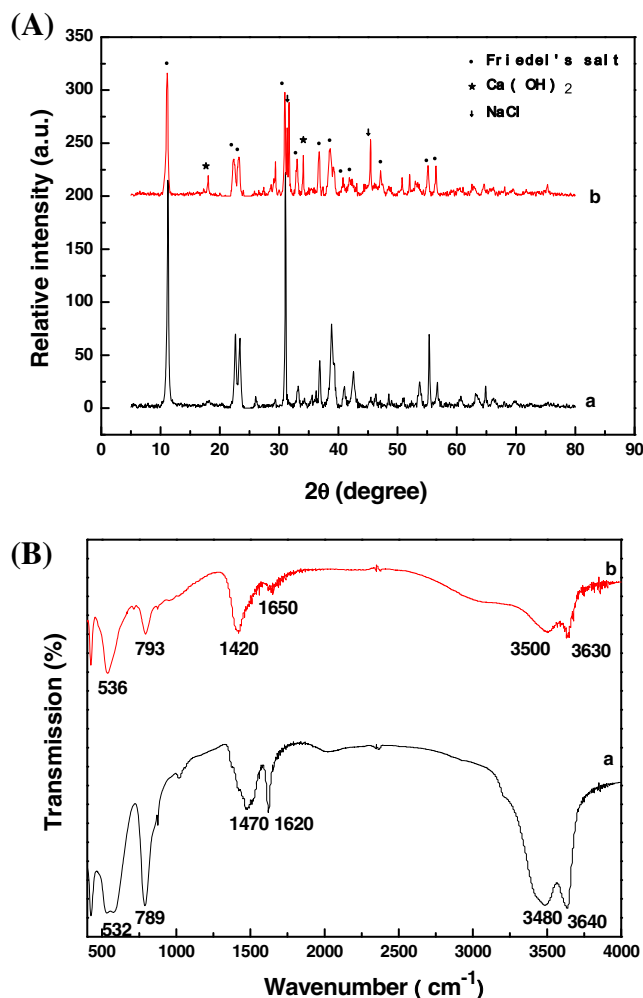 (A)
350
300
250
200
150
100
50
0
Relative intensity (a.u.)
• Friedel's salt
★ Ca(OH) 2
↓ NaCl
b
a
0 10 20 30 40 50 60 70 80 90
2θ (degree)
(B)
Transmission (%)
b
1650
793
1420
3500
3630
536
a
1470 1620
789
532
3480 3640
500 1000 1500 2000 2500 3000 3500 4000
Wavenumber ( cm⁻¹)